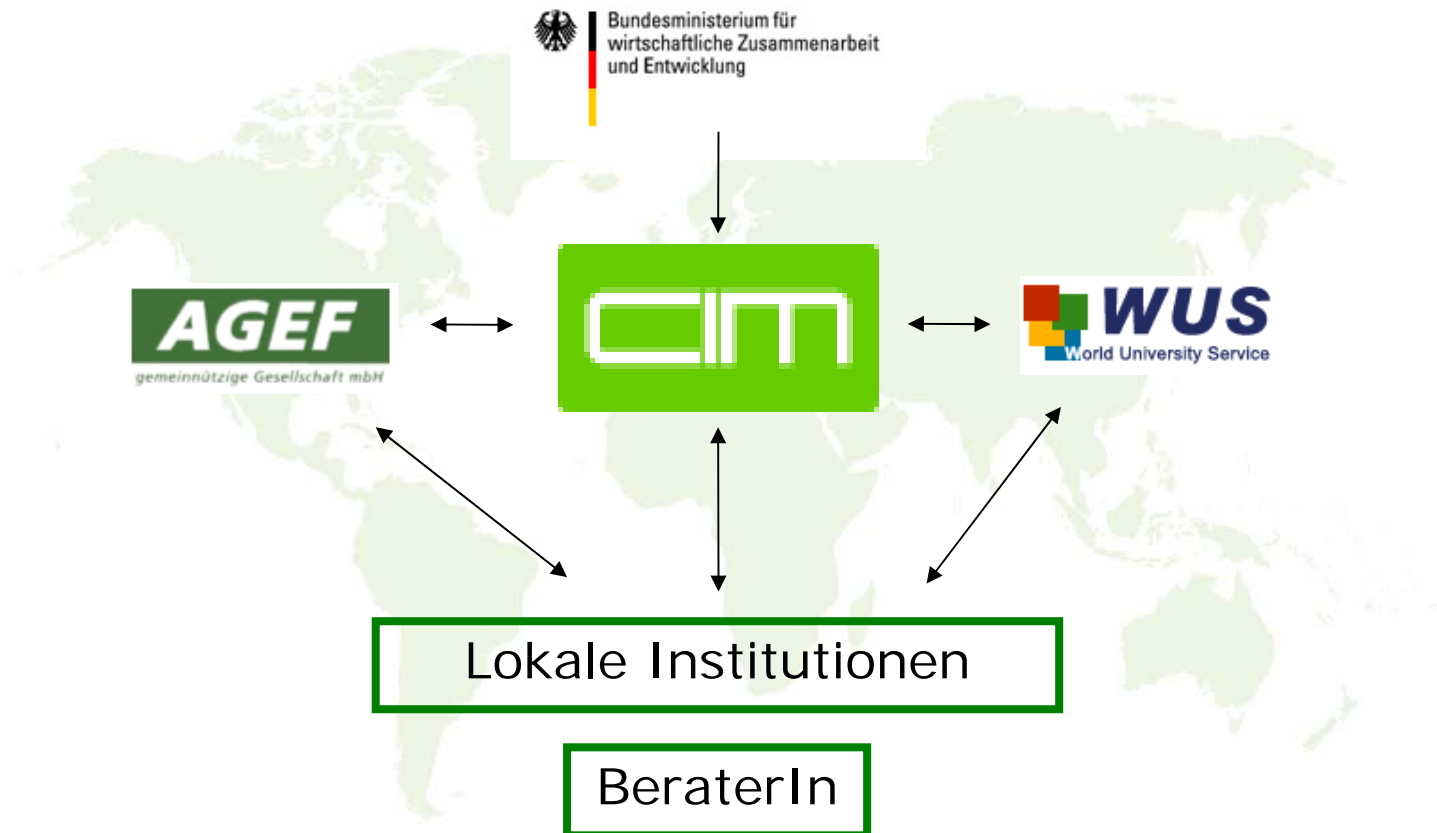 Bundesministerium für
wirtschaftliche Zusammenarbeit
und Entwicklung
AGEF
gemeinnützige Gesellschaft mbH
cim
WUS
World University Service
Lokale Institutionen
BeraterIn